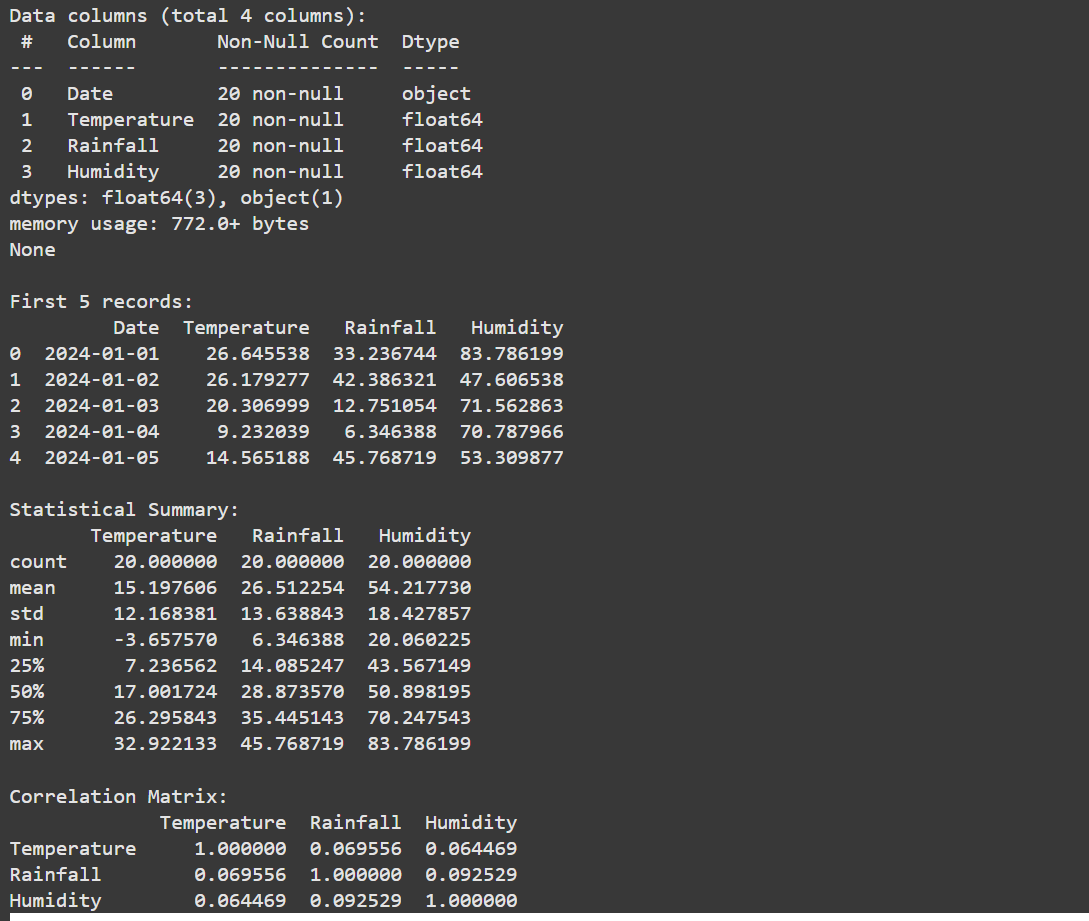 Data columns (total 4 columns):
 #   Column       Non-Null Count  Dtype
---  ------       --------------  -----
 0   Date         20 non-null     object
 1   Temperature  20 non-null     float64
 2   Rainfall     20 non-null     float64
 3   Humidity     20 non-null     float64
dtypes: float64(3), object(1)
memory usage: 772.0+ bytes
None

First 5 records:
         Date  Temperature   Rainfall   Humidity
0  2024-01-01    26.645538  33.236744  83.786199
1  2024-01-02    26.179277  42.386321  47.606538
2  2024-01-03    20.306999  12.751054  71.562863
3  2024-01-04     9.232039   6.346388  70.787966
4  2024-01-05    14.565188  45.768719  53.309877

Statistical Summary:
       Temperature   Rainfall   Humidity
count    20.000000  20.000000  20.000000
mean     15.197606  26.512254  54.217730
std      12.168381  13.638843  18.427857
min      -3.657570   6.346388  20.060225
25%       7.236562  14.085247  43.567149
50%      17.001724  28.873570  50.898195
75%      26.295843  35.445143  70.247543
max      32.922133  45.768719  83.786199

Correlation Matrix:
             Temperature  Rainfall  Humidity
Temperature     1.000000  0.069556  0.064469
Rainfall        0.069556  1.000000  0.092529
Humidity        0.064469  0.092529  1.000000